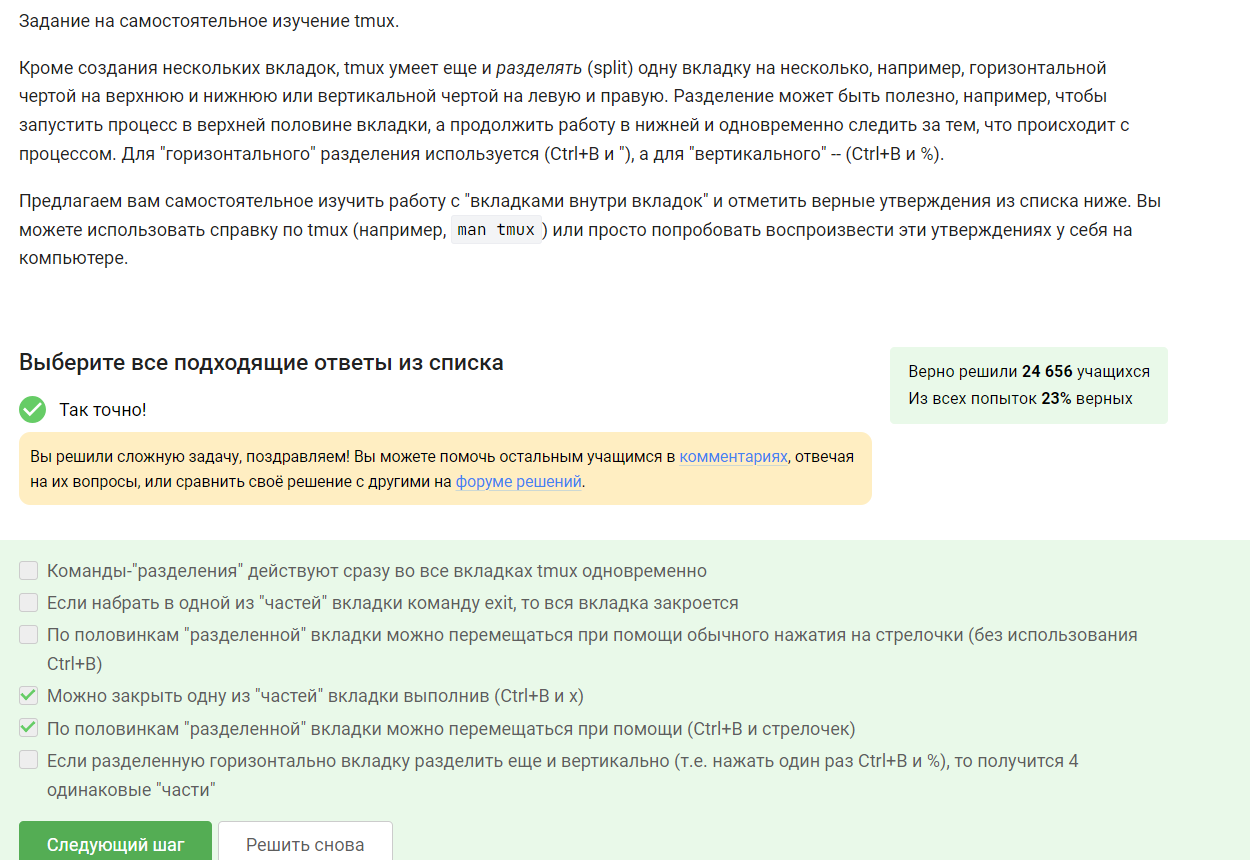 Задание на самостоятельное изучение tmux.
Кроме создания нескольких вкладок, tmux умеет еще и разделять (split) одну вкладку на несколько, например, горизонтальной
чертой на верхнюю и нижнюю или вертикальной чертой на левую и правую. Разделение может быть полезно, например, чтобы
запустить процесс в верхней половине вкладки, а продолжить работу в нижней и одновременно следить за тем, что происходит с
процессом. Для "горизонтального" разделения используется (Ctrl+B и "), а для "вертикального" -- (Ctrl+B и %).
Предлагаем вам самостоятельное изучить работу с "вкладками внутри вкладок" и отметить верные утверждения из списка ниже. Вы
можете использовать справку по tmux (например, man tmux) или просто попробовать воспроизвести эти утверждениях у себя на
компьютере.
Выберите все подходящие ответы из списка
Верно решили 24 656 учащихся
Из всех попыток 23% верных
Так точно!
Вы решили сложную задачу, поздравляем! Вы можете помочь остальным учащимся в комментариях, отвечая
на их вопросы, или сравнить своё решение с другими на форуме решений.
Команды-"разделения" действуют сразу во все вкладках tmux одновременно
Если набрать в одной из "частей" вкладки команду exit, то вся вкладка закроется
По половинкам "разделенной" вкладки можно перемещаться при помощи обычного нажатия на стрелочки (без использования
Ctrl+B)
Можно закрыть одну из "частей" вкладки выполнив (Ctrl+B и x)
По половинкам "разделенной" вкладки можно перемещаться при помощи (Ctrl+B и стрелочек)
Если разделенную горизонтально вкладку разделить еще и вертикально (т.е. нажать один раз Ctrl+B и %), то получится 4
одинаковые "части"
Следующий шаг
Решить снова